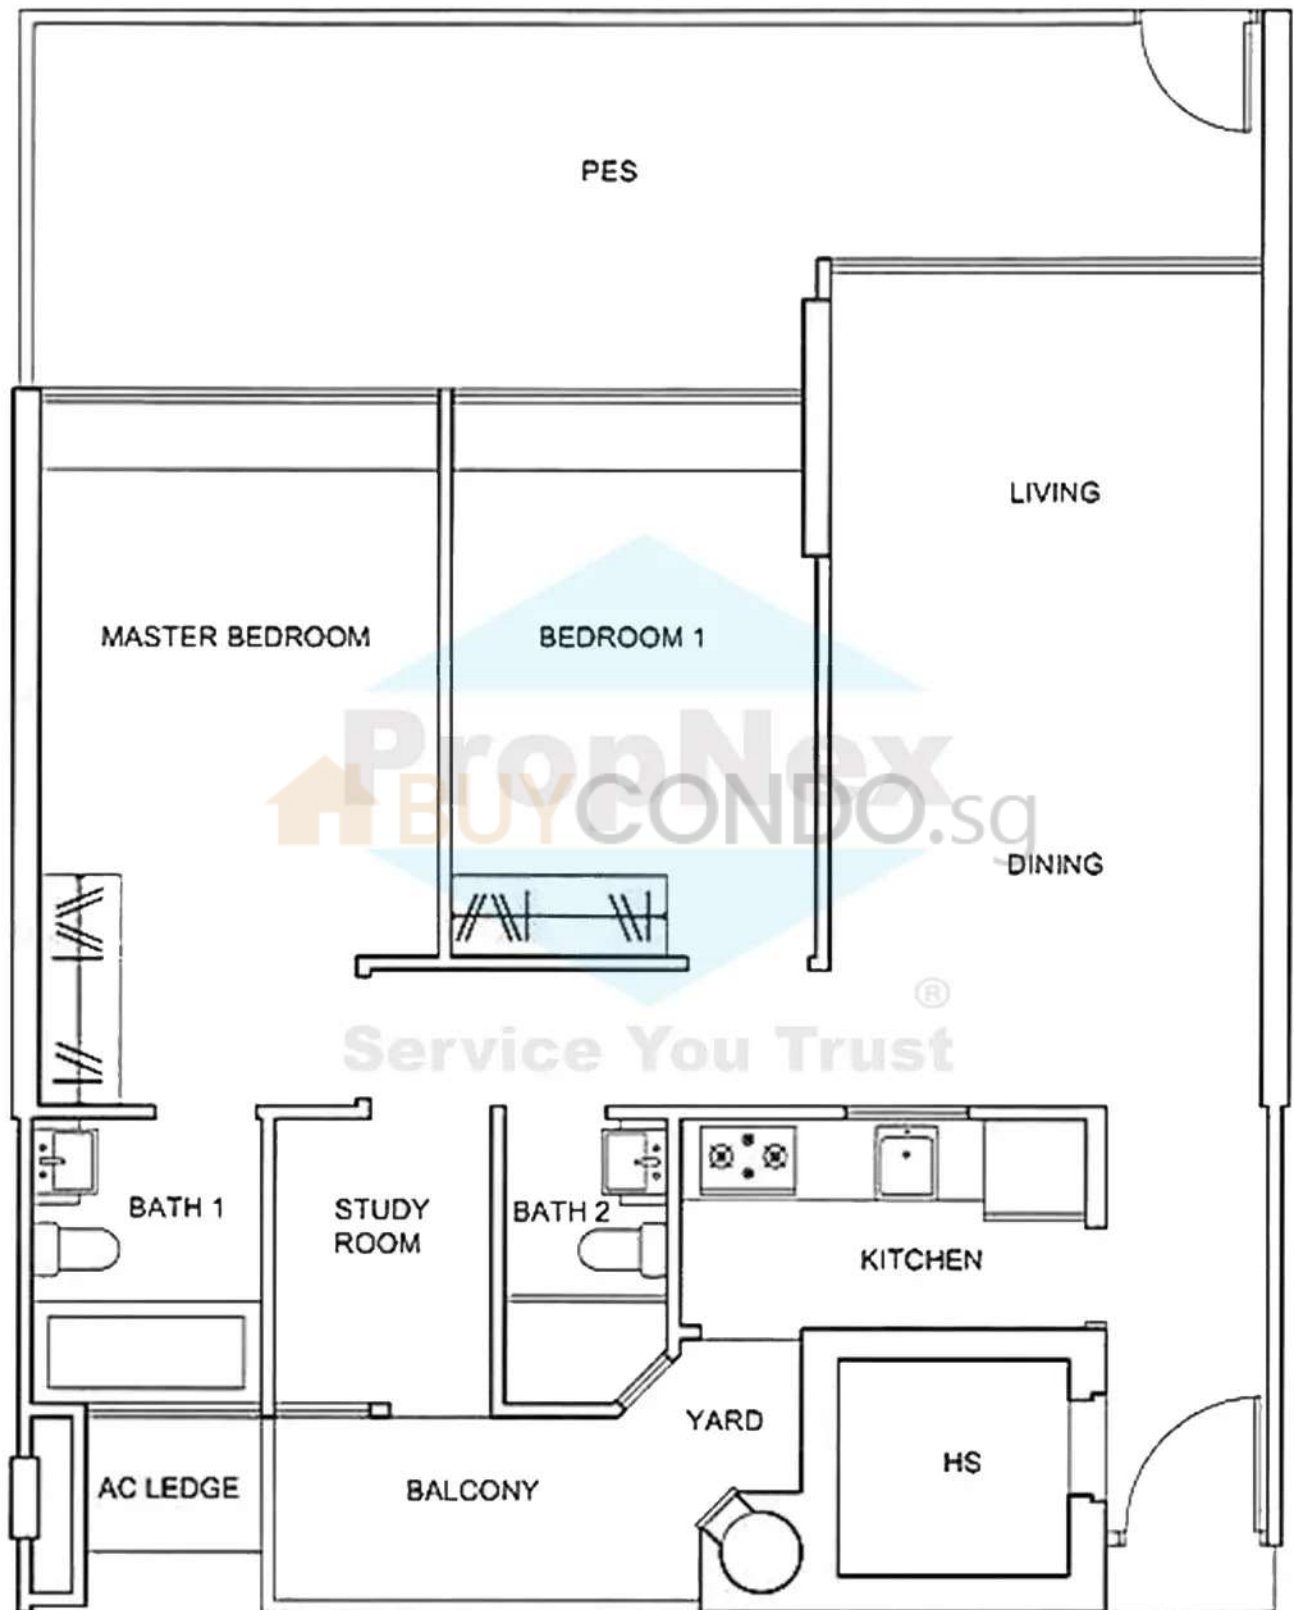 PES
LIVING
MASTER BEDROOM
BEDROOM 1
PropNex
BUYCONDO.sg
DINING
®
Service You Trust
BATH 1
STUDY
ROOM
BATH 2
KITCHEN
YARD
HS
AC LEDGE
BALCONY